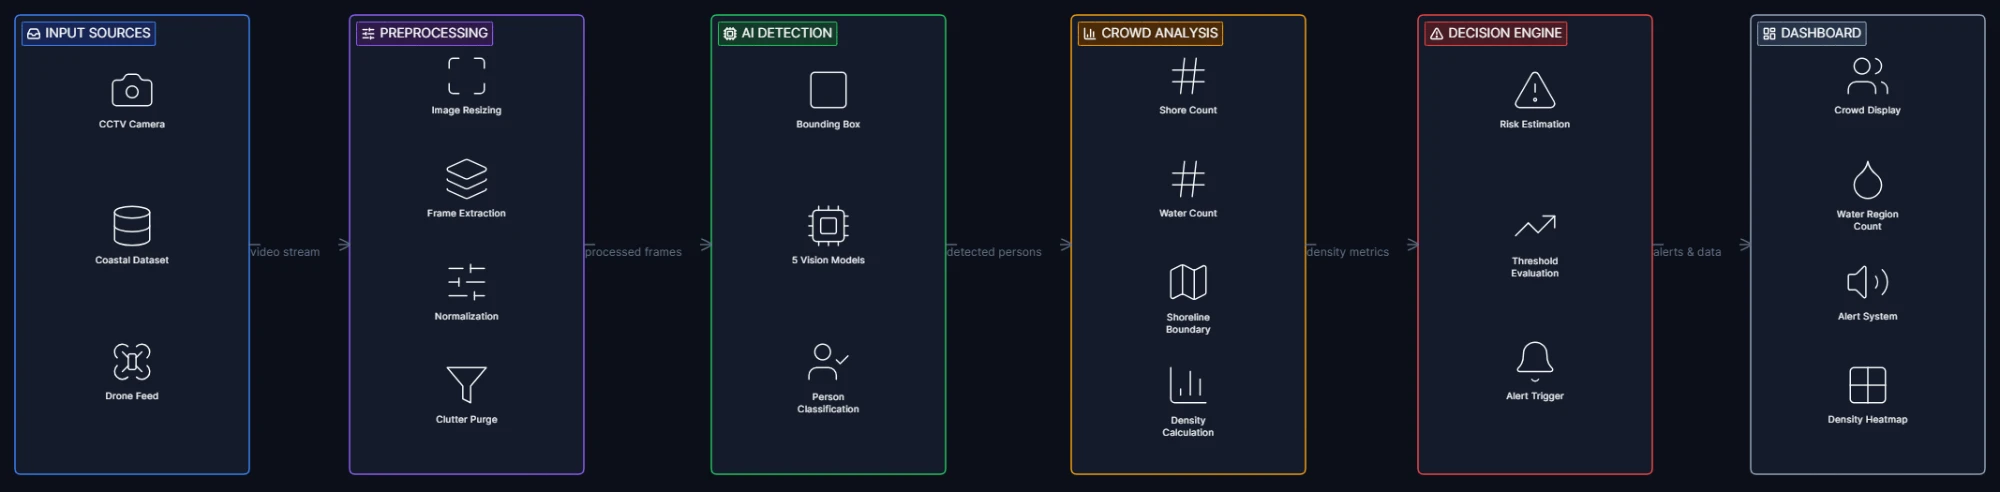 INPUT SOURCES
CCTV Camera
Coastal Dataset
Drone Feed
video stream
PREPROCESSING
Image Resizing
Frame Extraction
Normalization
Clutter Purge
processed frames
AI DETECTION
Bounding Box
5 Vision Models
Person
Classification
detected persons
CROWD ANALYSIS
Shore Count
Water Count
Shoreline
Boundary
Density
Calculation
density metrics
DECISION ENGINE
Risk Estimation
Threshold
Evaluation
Alert Trigger
alerts & data
DASHBOARD
Crowd Display
Water Region
Count
Alert System
Density Heatmap